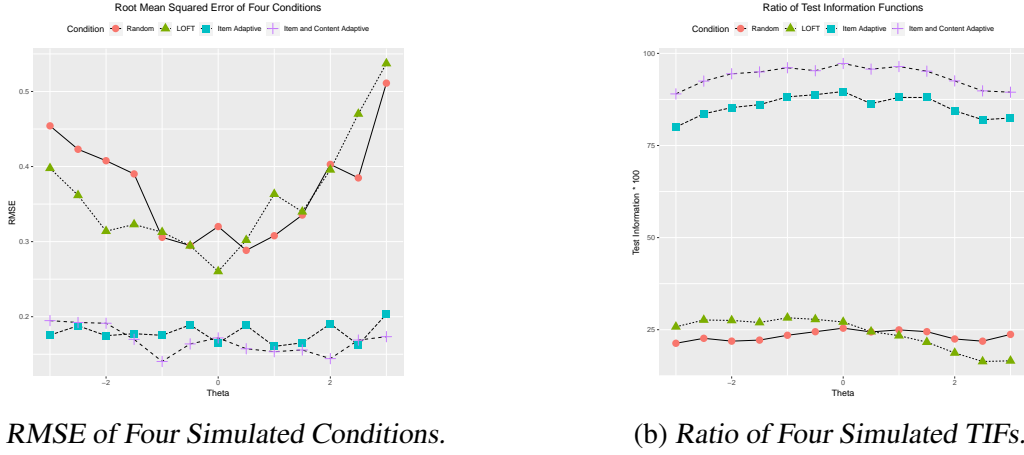 Root Mean Squared Error of Four Conditions
Condition Random LOFT Item Adaptive Item and Content Adaptive
0.5
0.4
0.3
0.2
RMSE
−2 0 2
Theta
RMSE of Four Simulated Conditions.
Ratio of Test Information Functions
Condition Random LOFT Item Adaptive Item and Content Adaptive
100
75
50
25
Test Information * 100
−2 0 2
Theta
(b) Ratio of Four Simulated TIFs.